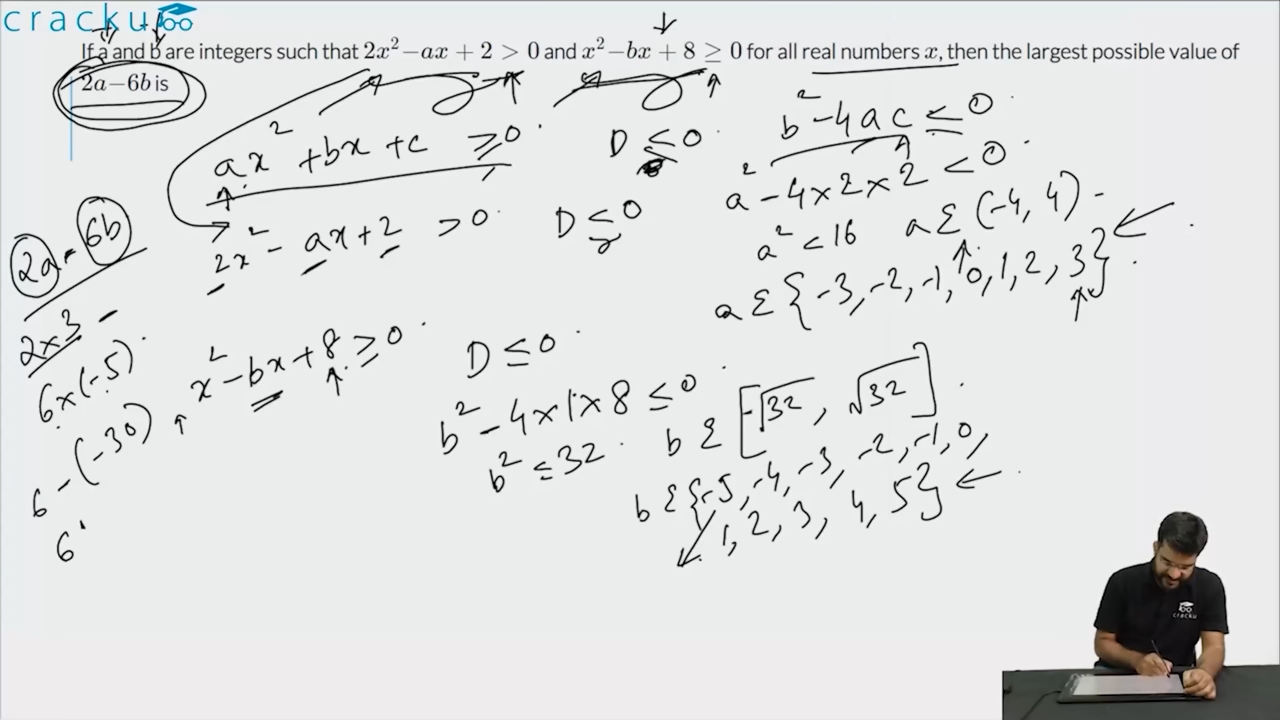 cracku
If a and b are integers such that 2x²−ax + 2 > 0 and x²−bx + 8 ≥ 0 for all real numbers x, then the largest possible value of
2a−6b is
ax² + bx + c ≥ 0
D ≤ 0
b² - 4ac ≤ 0
2x² - ax + 2 > 0
D ≤ 0
a² - 4×2×2 < 0
a² < 16
a Σ (-4, 4)
a Σ {-3, -2, -1, 0, 1, 2, 3}
2a - 6b
2×3 -
6×(-5)
6 - (-30)
6
x² - bx + 8 ≥ 0
D ≤ 0
b² - 4×1×8 ≤ 0
b² ≤ 32
b Σ [-√32, √32]
b Σ {-5, -4, -3, -2, -1, 0,
1, 2, 3, 4, 5}
cracku